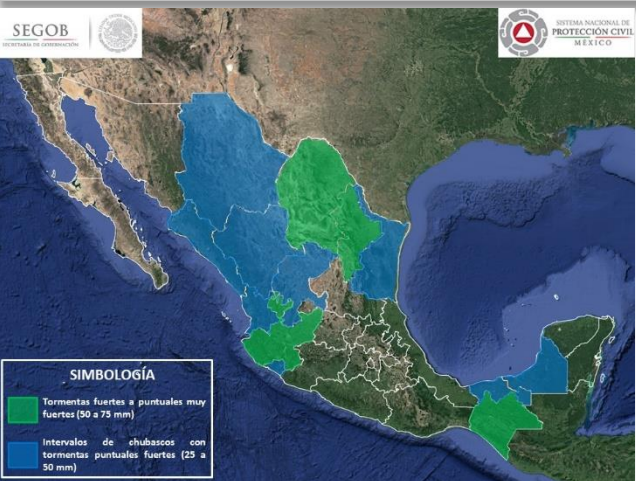 SEGOB
SECRETARÍA DE GOBERNACIÓN
SISTEMA NACIONAL DE
PROTECCIÓN CIVIL
MÉXICO
SIMBOLOGÍA
Tormentas fuertes a puntuales muy
fuertes (50 a 75 mm)
Intervalos de chubascos con
tormentas puntuales fuertes (25 a
50 mm)